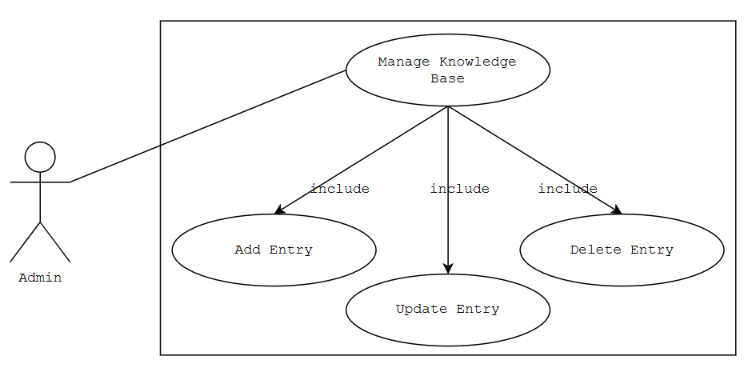 Manage Knowledge
Base
include
include
include
Add Entry
Delete Entry
Update Entry
Admin